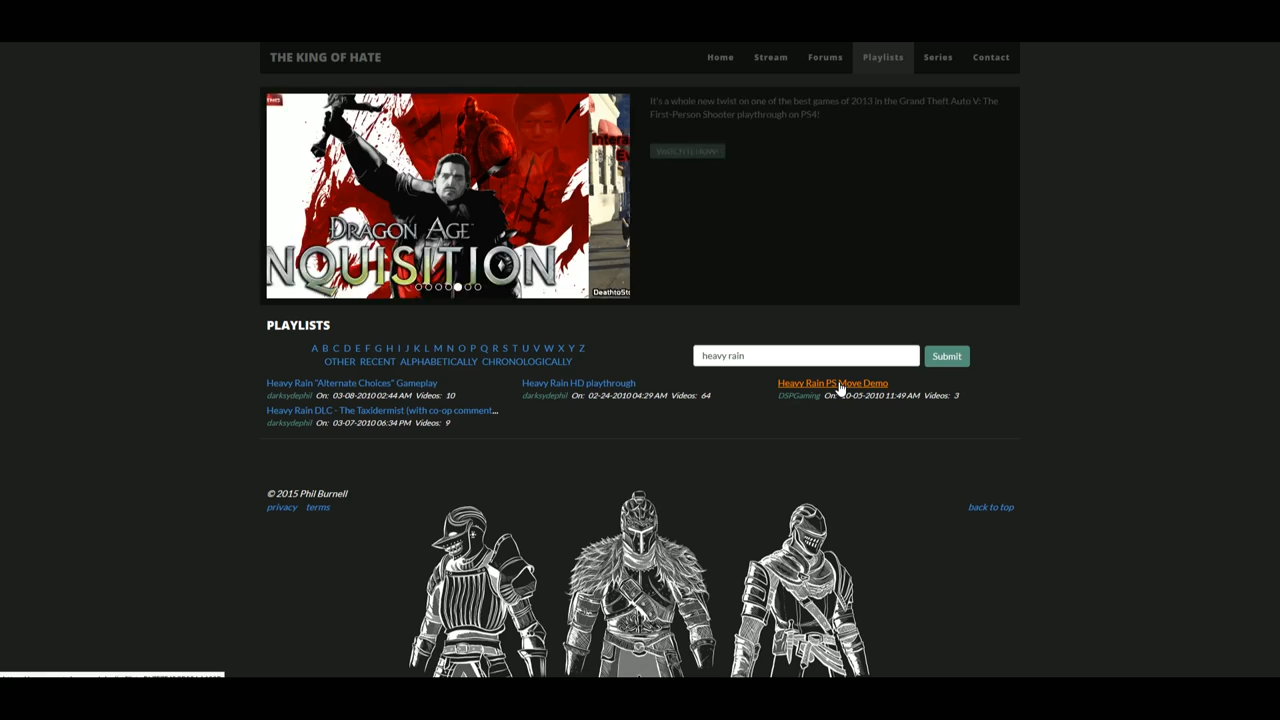 THE KING OF HATE
Home Stream Forums Playlists Series Contact
It's a whole new twist on one of the best games of 2013 in the Grand Theft Auto V: The
First-Person Shooter playthrough on PS4!
WATCH IT NOW!
DRAGON AGE
NQUISITION
PLAYLISTS
A B C D E F G H I J K L M N O P Q R S T U V W X Y Z
OTHER RECENT ALPHABETICALLY CHRONOLOGICALLY
heavy rain
Submit
Heavy Rain "Alternate Choices" Gameplay
darksydephil On: 03-08-2010 02:44 AM Videos: 10
Heavy Rain HD playthrough
darksydephil On: 02-24-2010 04:29 AM Videos: 64
Heavy Rain PS Move Demo
DSPGaming On: 0-05-2010 11:49 AM Videos: 3
Heavy Rain DLC - The Taxidermist (with co-op comment...
darksydephil On: 03-07-2010 06:34 PM Videos: 9
© 2015 Phil Burnell
privacy terms
back to top